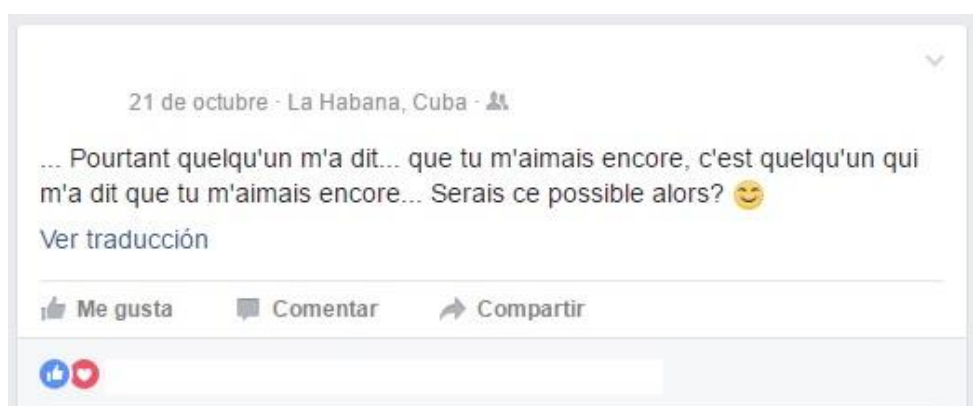 21 de octubre · La Habana, Cuba ·
... Pourtant quelqu'un m'a dit... que tu m'aimais encore, c'est quelqu'un qui
m'a dit que tu m'aimais encore... Serais ce possible alors? 😊
Ver traducción
Me gusta Comentar Compartir